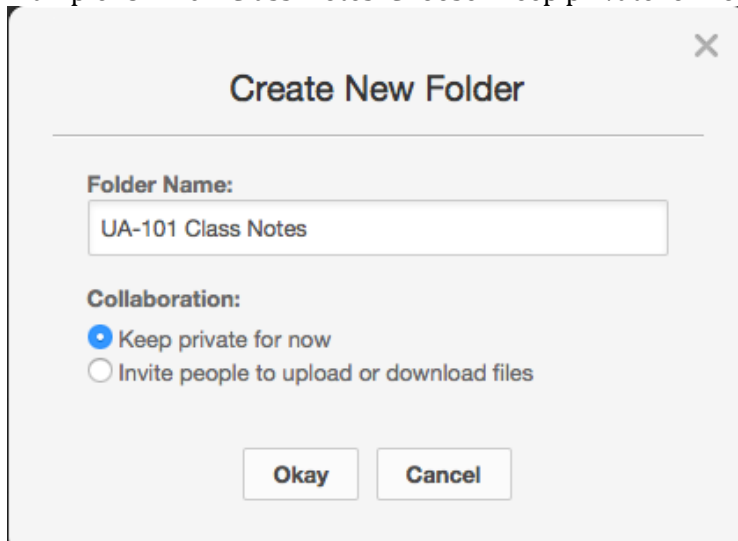 Create New Folder
Folder Name:
UA-101 Class Notes
Collaboration:
Keep private for now
Invite people to upload or download files
Okay Cancel